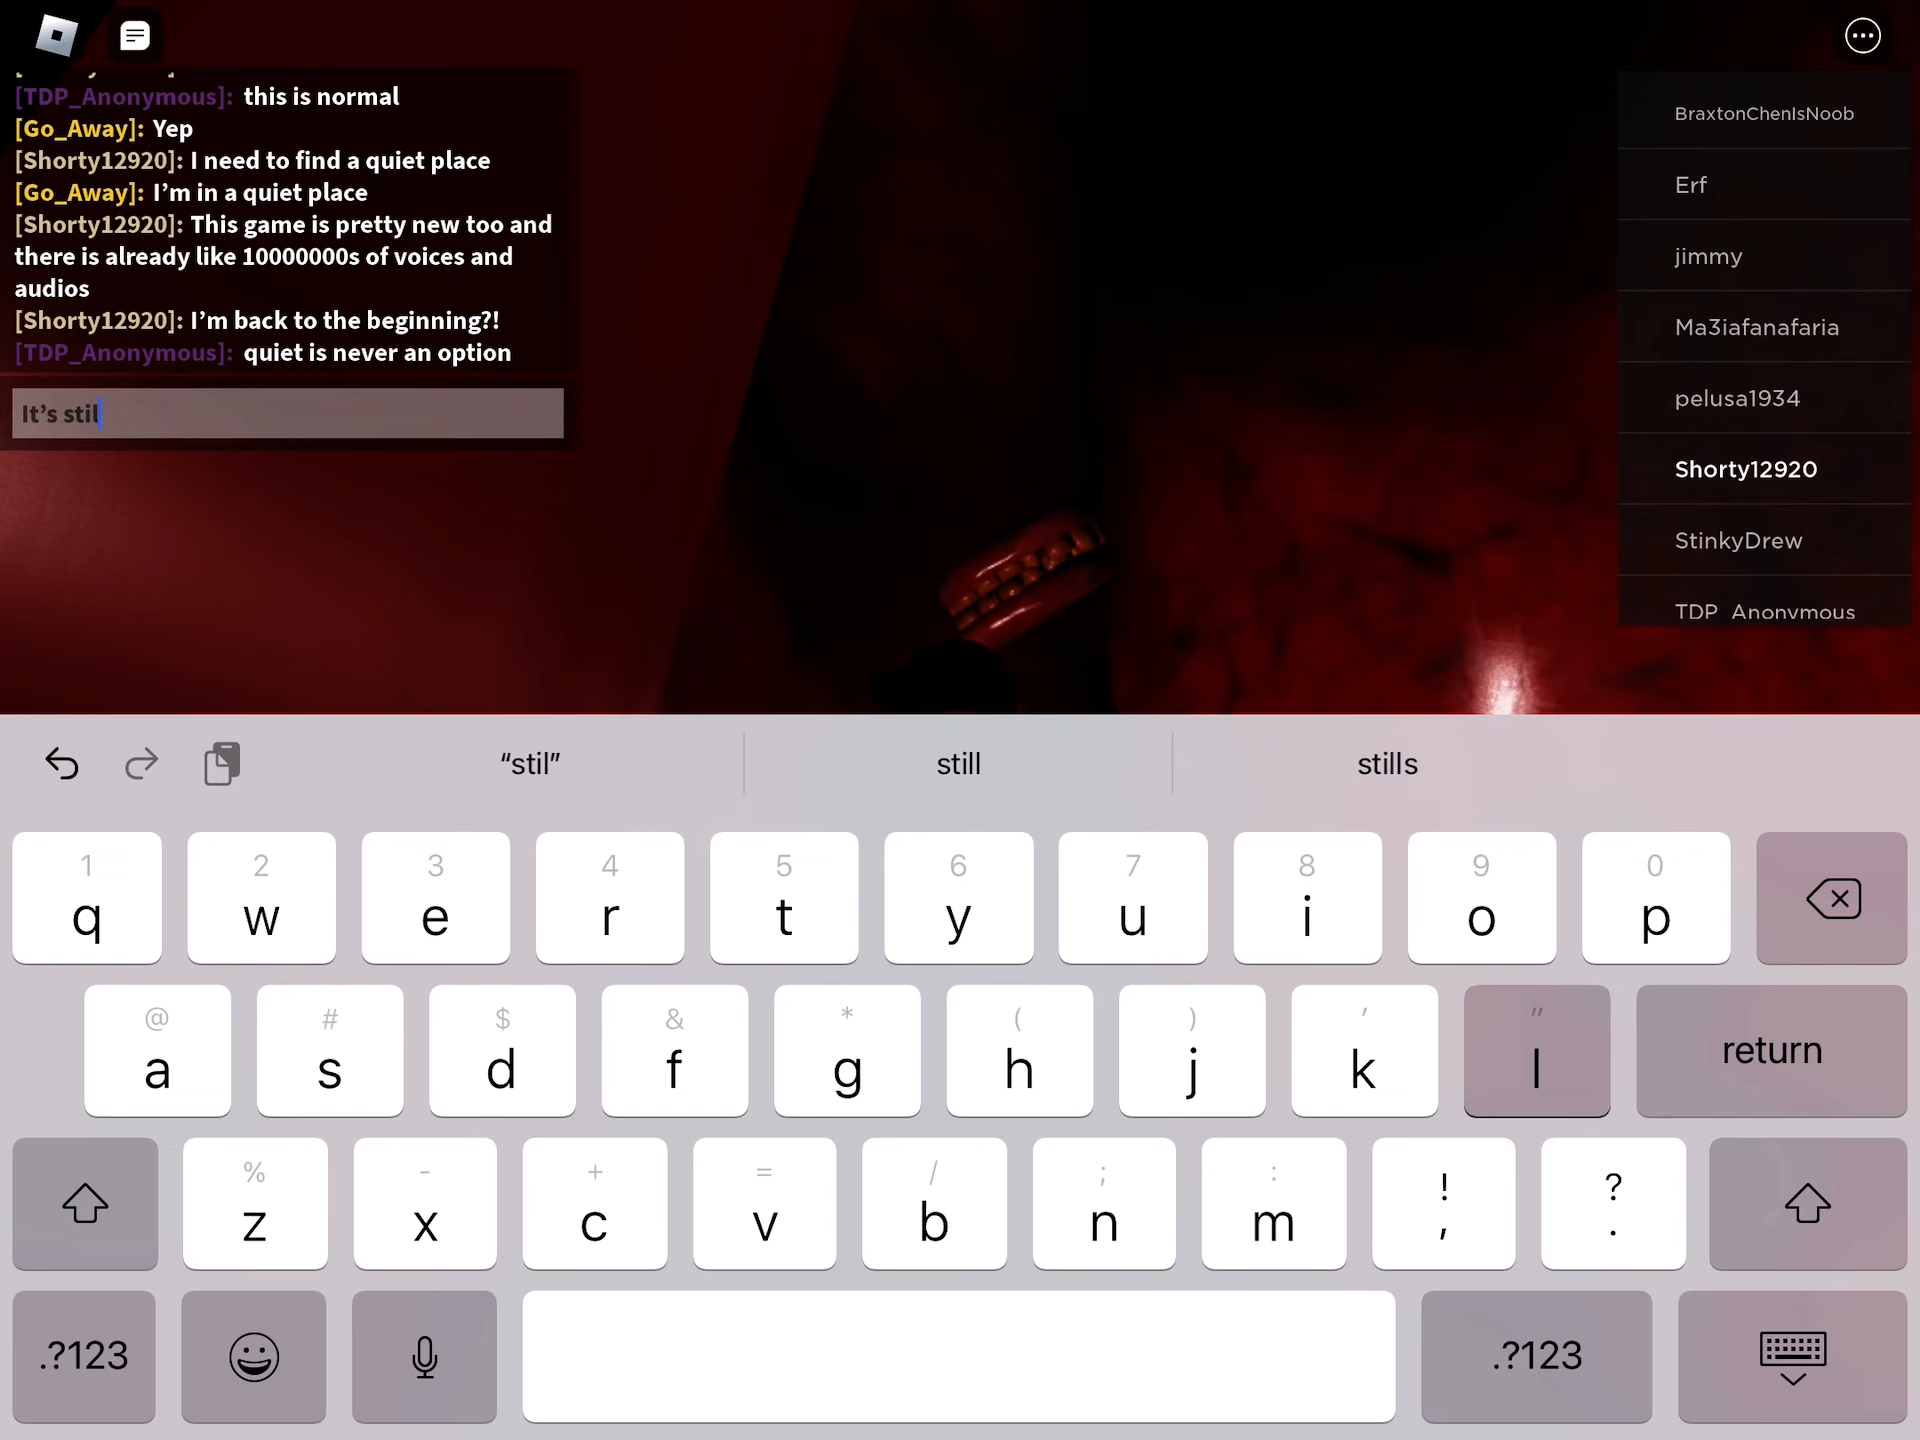 [TDP_Anonymous]: this is normal
[Go_Away]: Yep
[Shorty12920]: I need to find a quiet place
[Go_Away]: I’m in a quiet place
[Shorty12920]: This game is pretty new too and
there is already like 10000000s of voices and
audios
[Shorty12920]: I’m back to the beginning?!
[TDP_Anonymous]: quiet is never an option
It’s stil
BraxtonChenIsNoob
Erf
jimmy
Ma3iafanafaria
pelusa1934
Shorty12920
StinkyDrew
TDP_Anonymous
“stil” still stills
1 2 3 4 5 6 7 8 9 0
q w e r t y u i o p
@ # $ & * ( ) ’ ”
a s d f g h j k l return
% - + = / ; : ! ?
z x c v b n m , .
.?123 .?123